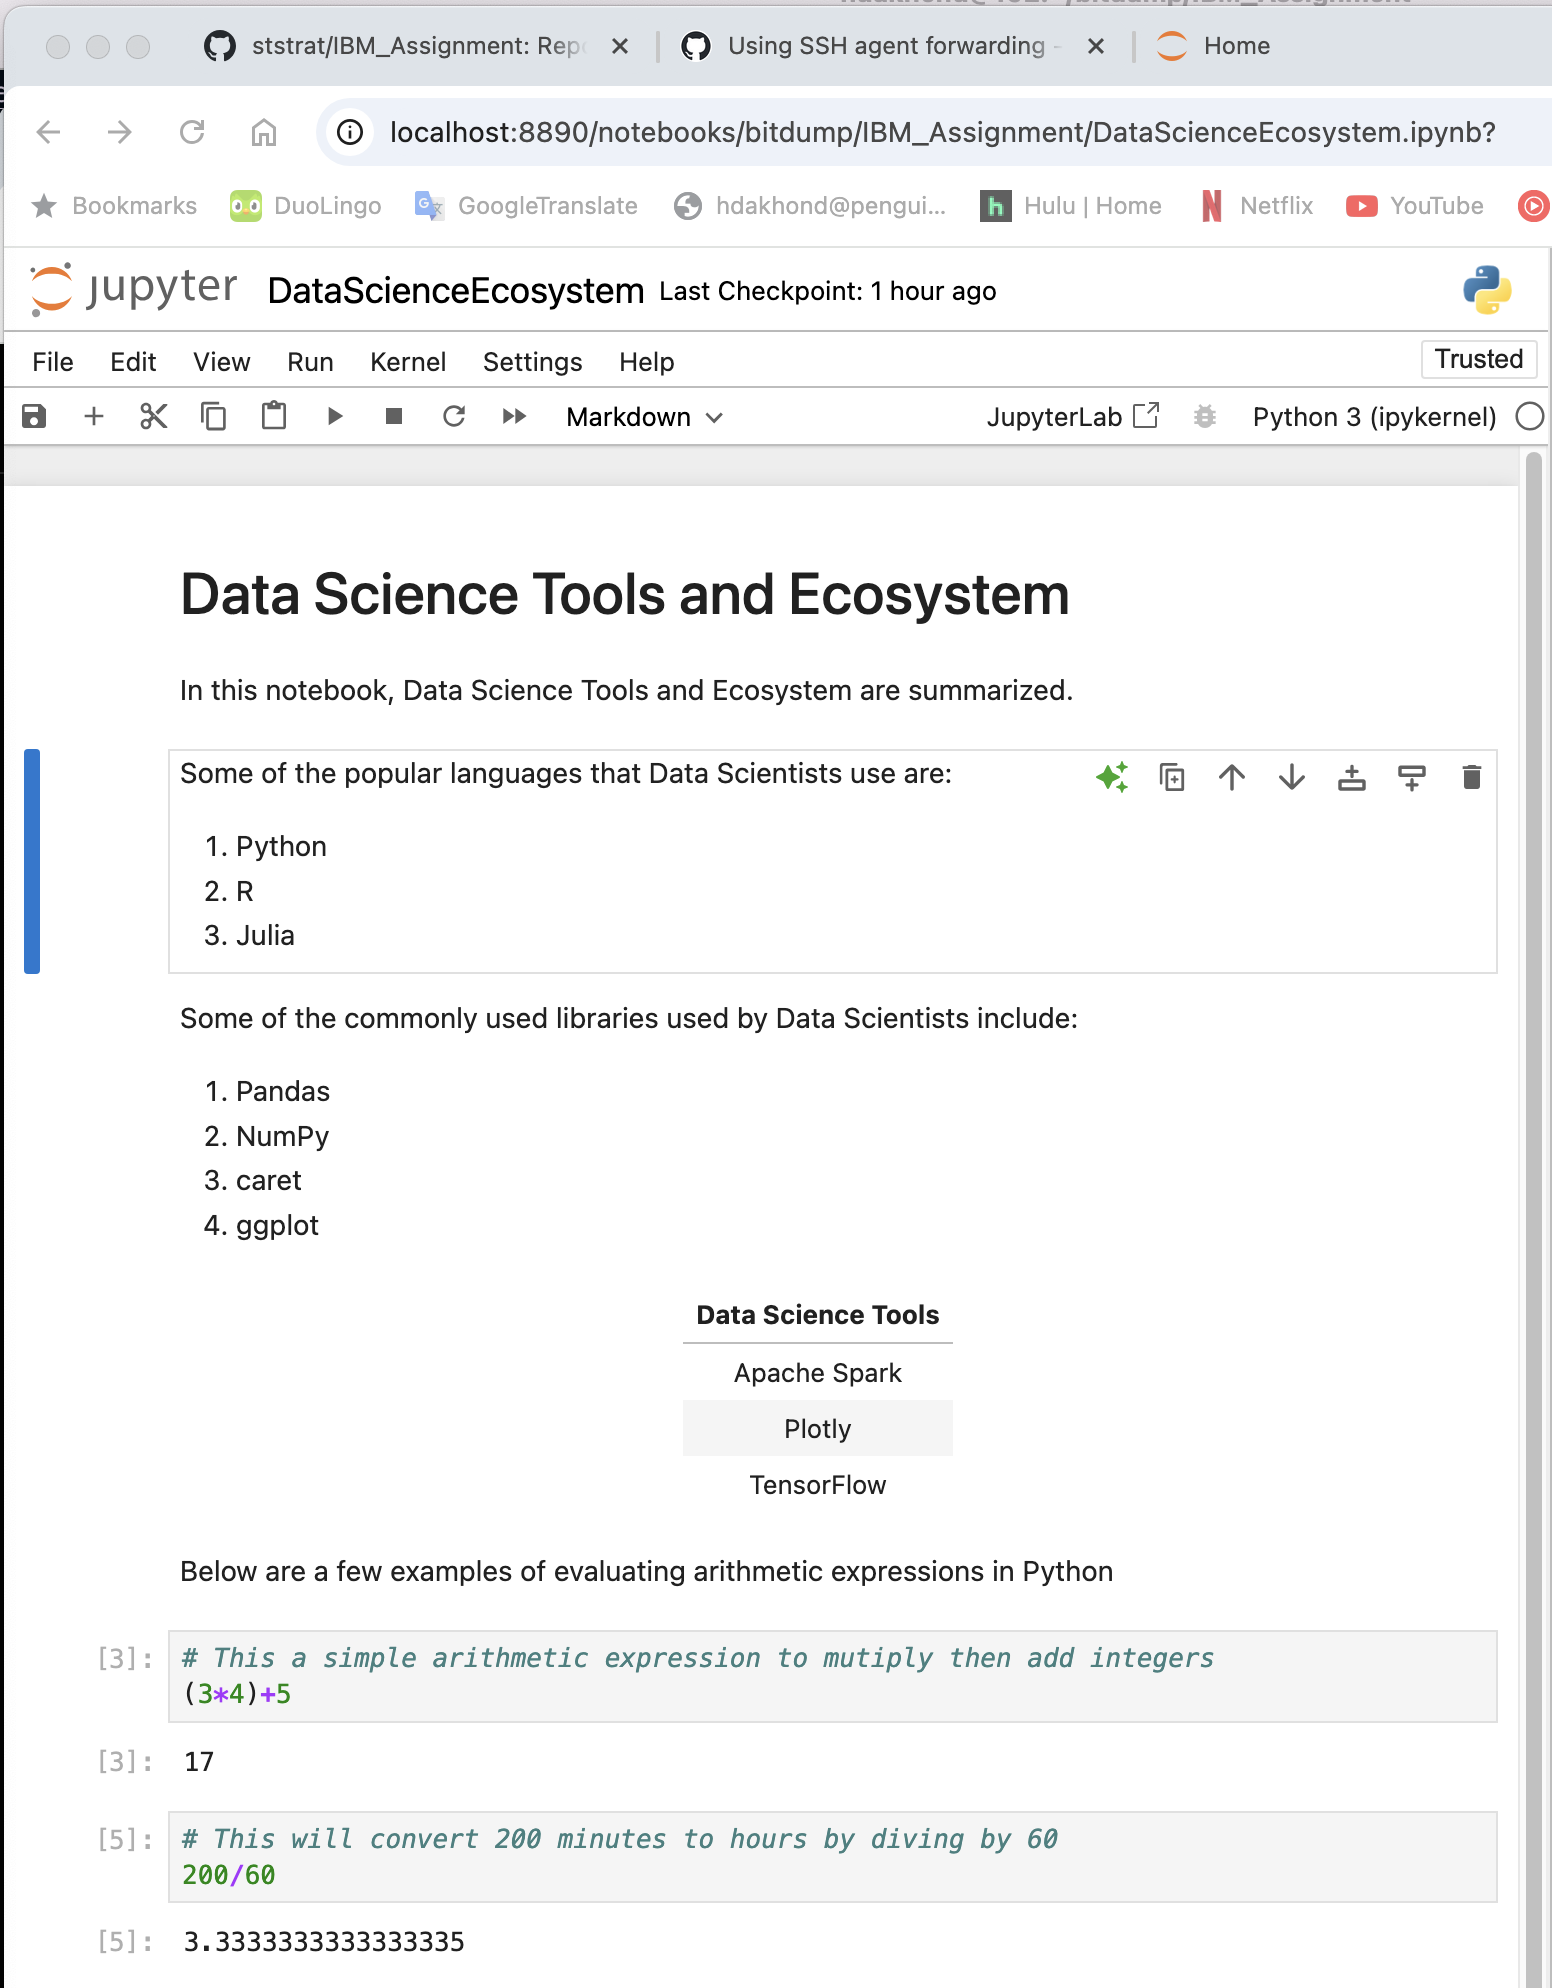 ststrat/IBM_Assignment: Rep
Using SSH agent forwarding -
Home
localhost:8890/notebooks/bitdump/IBM_Assignment/DataScienceEcosystem.ipynb?
Bookmarks DuoLingo GoogleTranslate hdakhond@pengui... Hulu | Home Netflix YouTube
jupyter DataScienceEcosystem Last Checkpoint: 1 hour ago
File Edit View Run Kernel Settings Help Trusted
Markdown JupyterLab Python 3 (ipykernel)
Data Science Tools and Ecosystem
In this notebook, Data Science Tools and Ecosystem are summarized.
Some of the popular languages that Data Scientists use are:
1. Python
2. R
3. Julia
Some of the commonly used libraries used by Data Scientists include:
1. Pandas
2. NumPy
3. caret
4. ggplot
Data Science Tools
Apache Spark
Plotly
TensorFlow
Below are a few examples of evaluating arithmetic expressions in Python
[3]: # This a simple arithmetic expression to mutiply then add integers
(3*4)+5
[3]: 17
[5]: # This will convert 200 minutes to hours by diving by 60
200/60
[5]: 3.3333333333333335